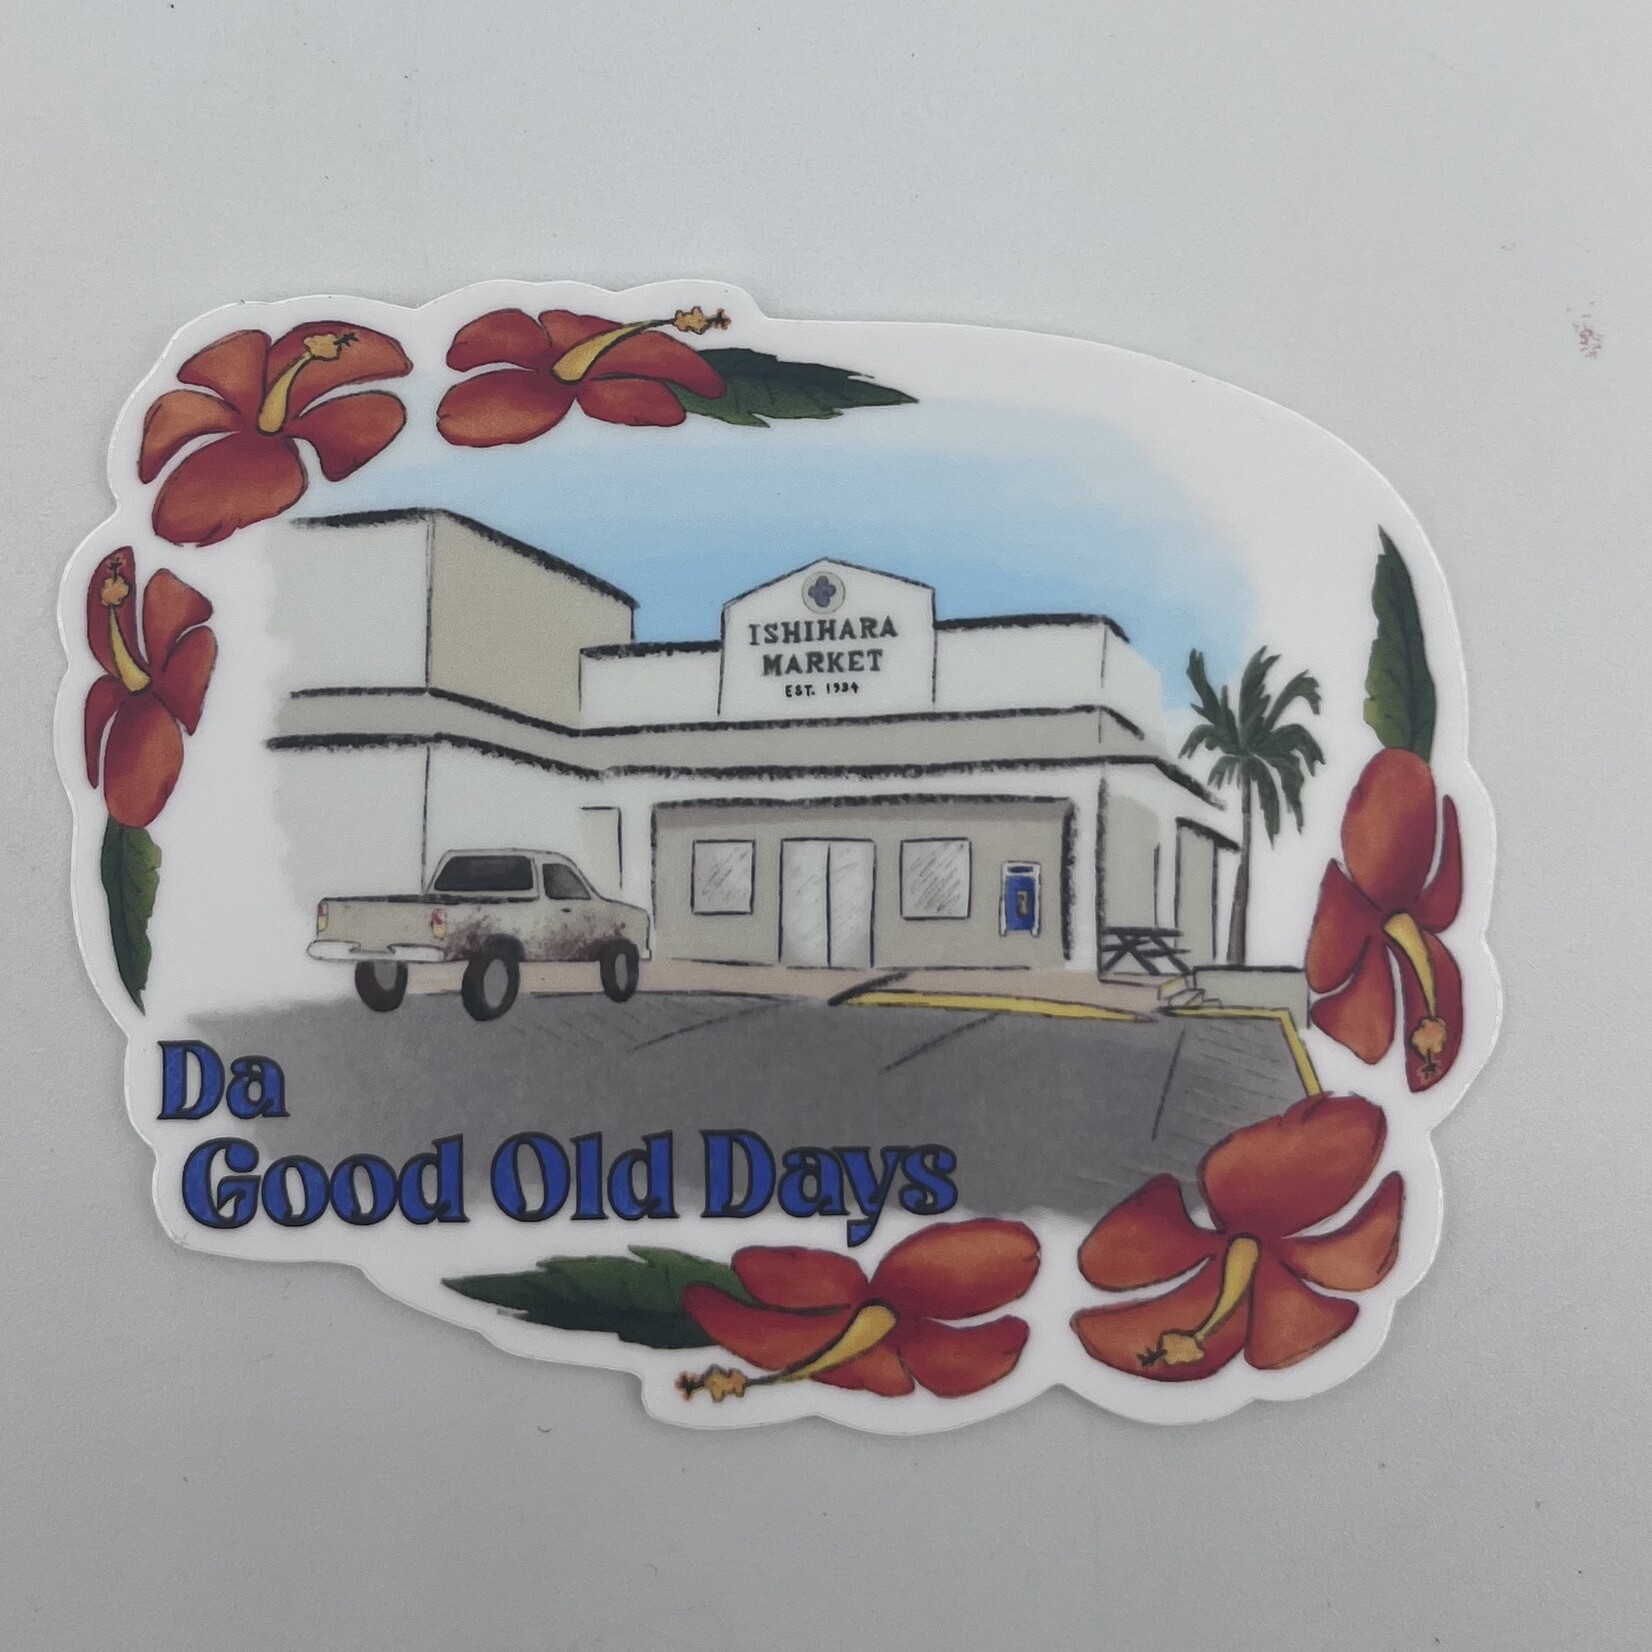 ISHIHARA
MARKET
EST. 1934
Da
Good Old Days